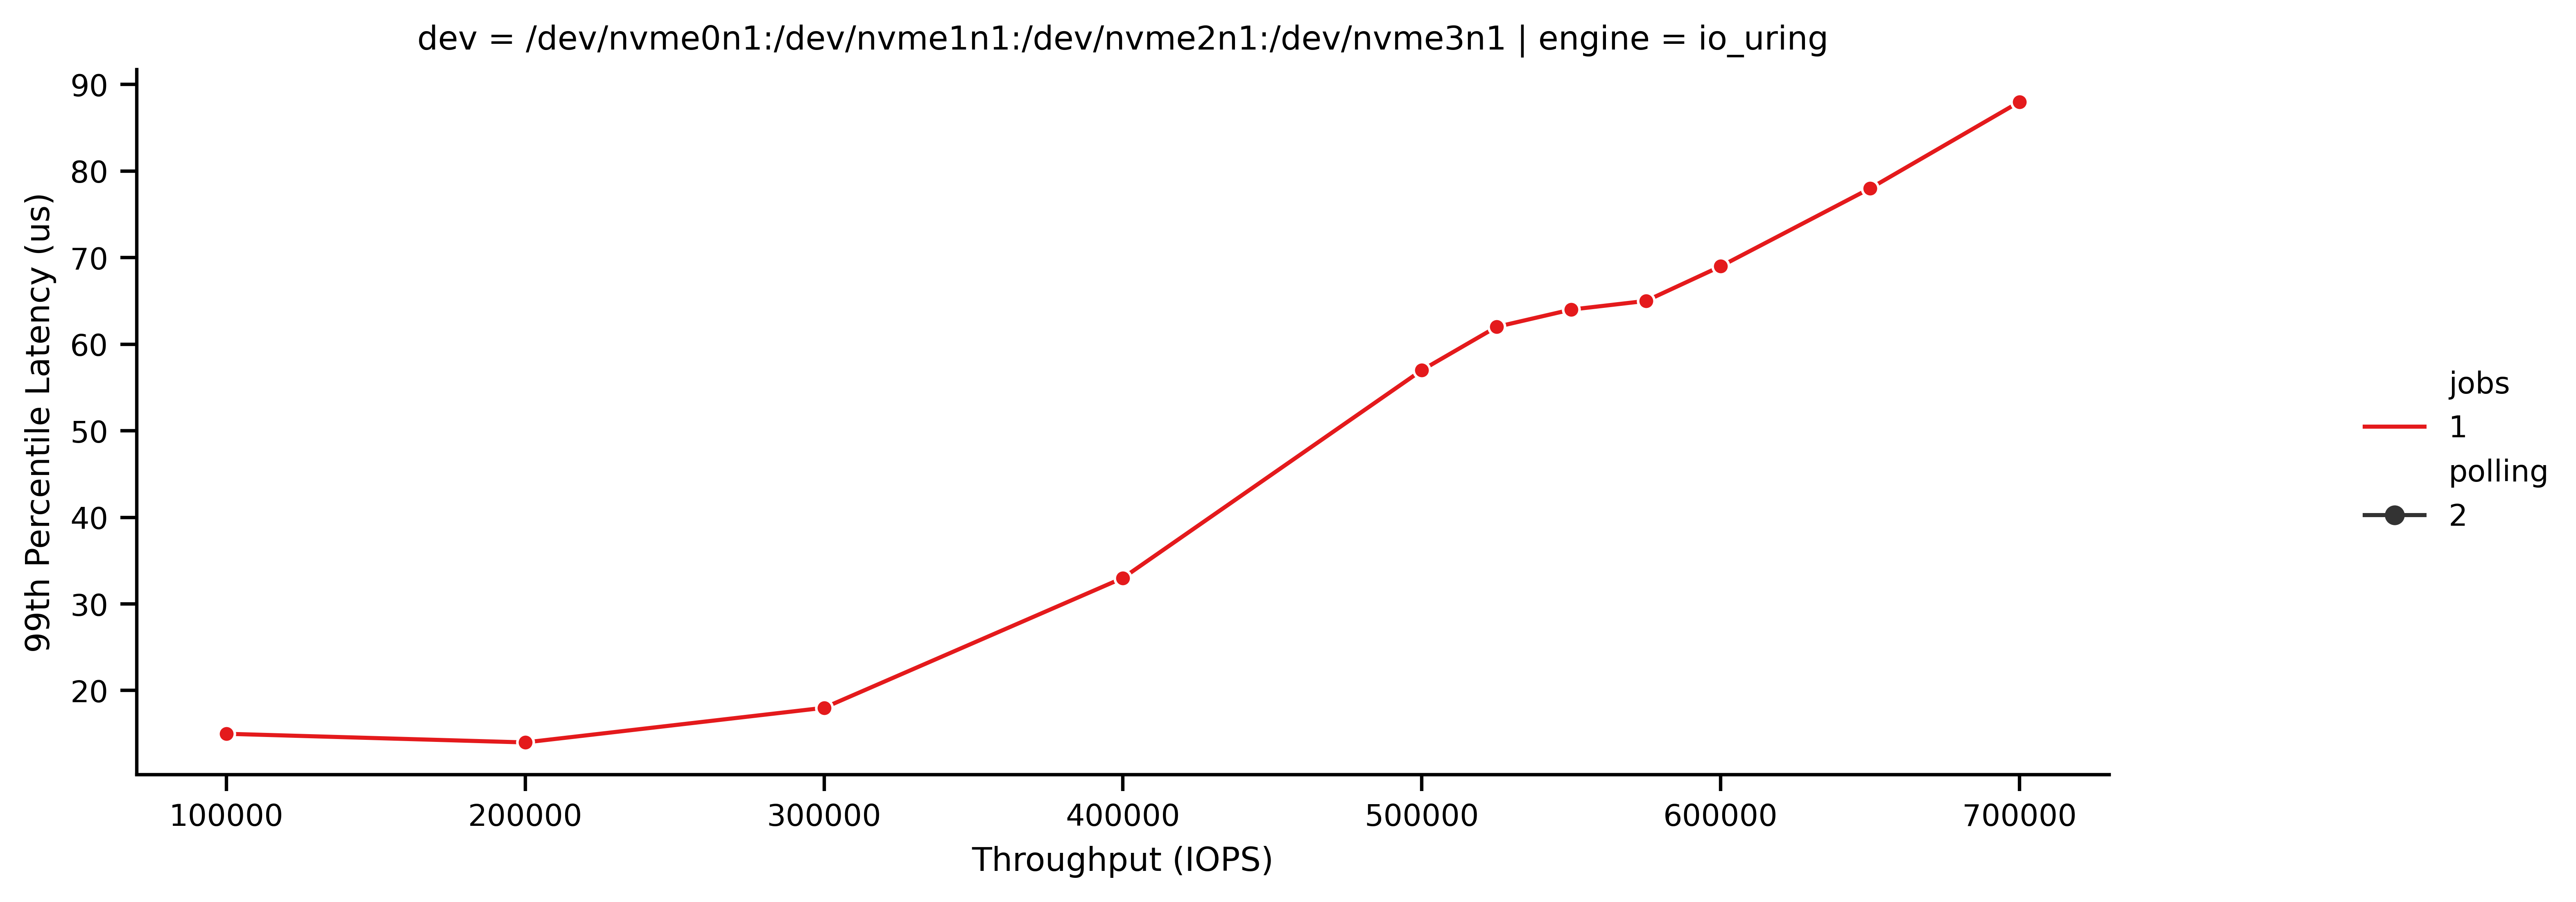 dev = /dev/nvme0n1:/dev/nvme1n1:/dev/nvme2n1:/dev/nvme3n1 | engine = io_uring
99th Percentile Latency (us)
90
80
70
60
50
40
30
20
100000 200000 300000 400000 500000 600000 700000
Throughput (IOPS)
jobs
1
polling
2